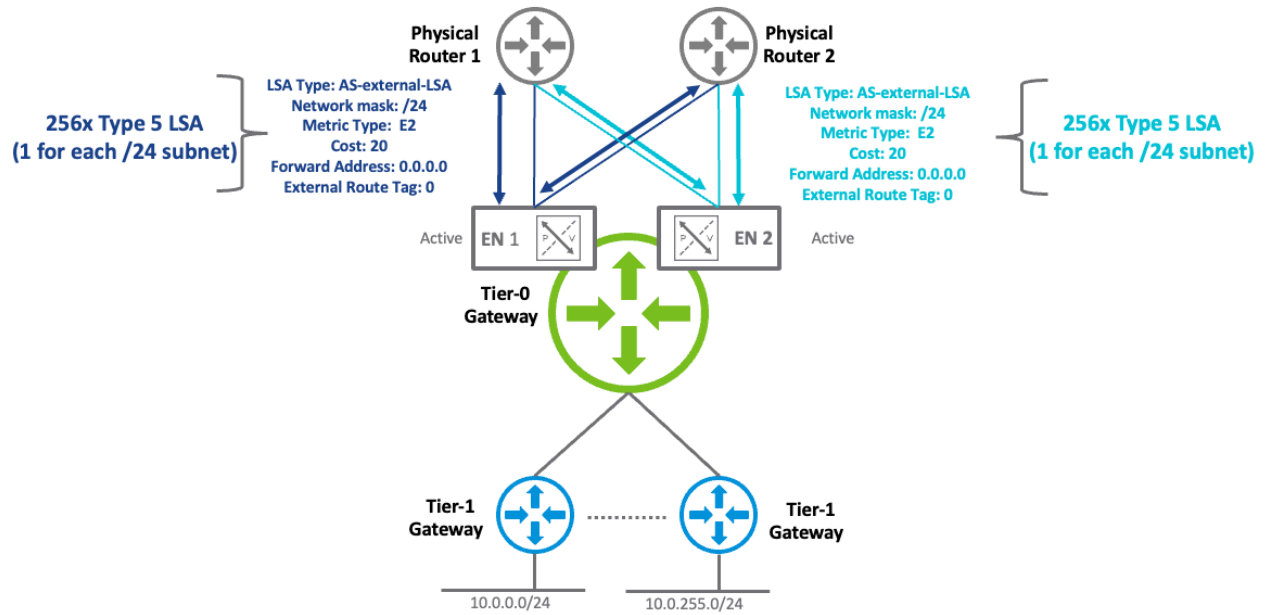 Physical
Router 1
Physical
Router 2
256x Type 5 LSA
(1 for each /24 subnet)
LSA Type: AS-external-LSA
Network mask: /24
Metric Type:  E2
Cost: 20
Forward Address: 0.0.0.0
External Route Tag: 0
LSA Type: AS-external-LSA
Network mask: /24
Metric Type:  E2
Cost: 20
Forward Address: 0.0.0.0
External Route Tag: 0
256x Type 5 LSA
(1 for each /24 subnet)
Active
EN 1
P
V
P
V
EN 2
Active
Tier-0
Gateway
Tier-1
Gateway
Tier-1
Gateway
10.0.0.0/24
10.0.255.0/24